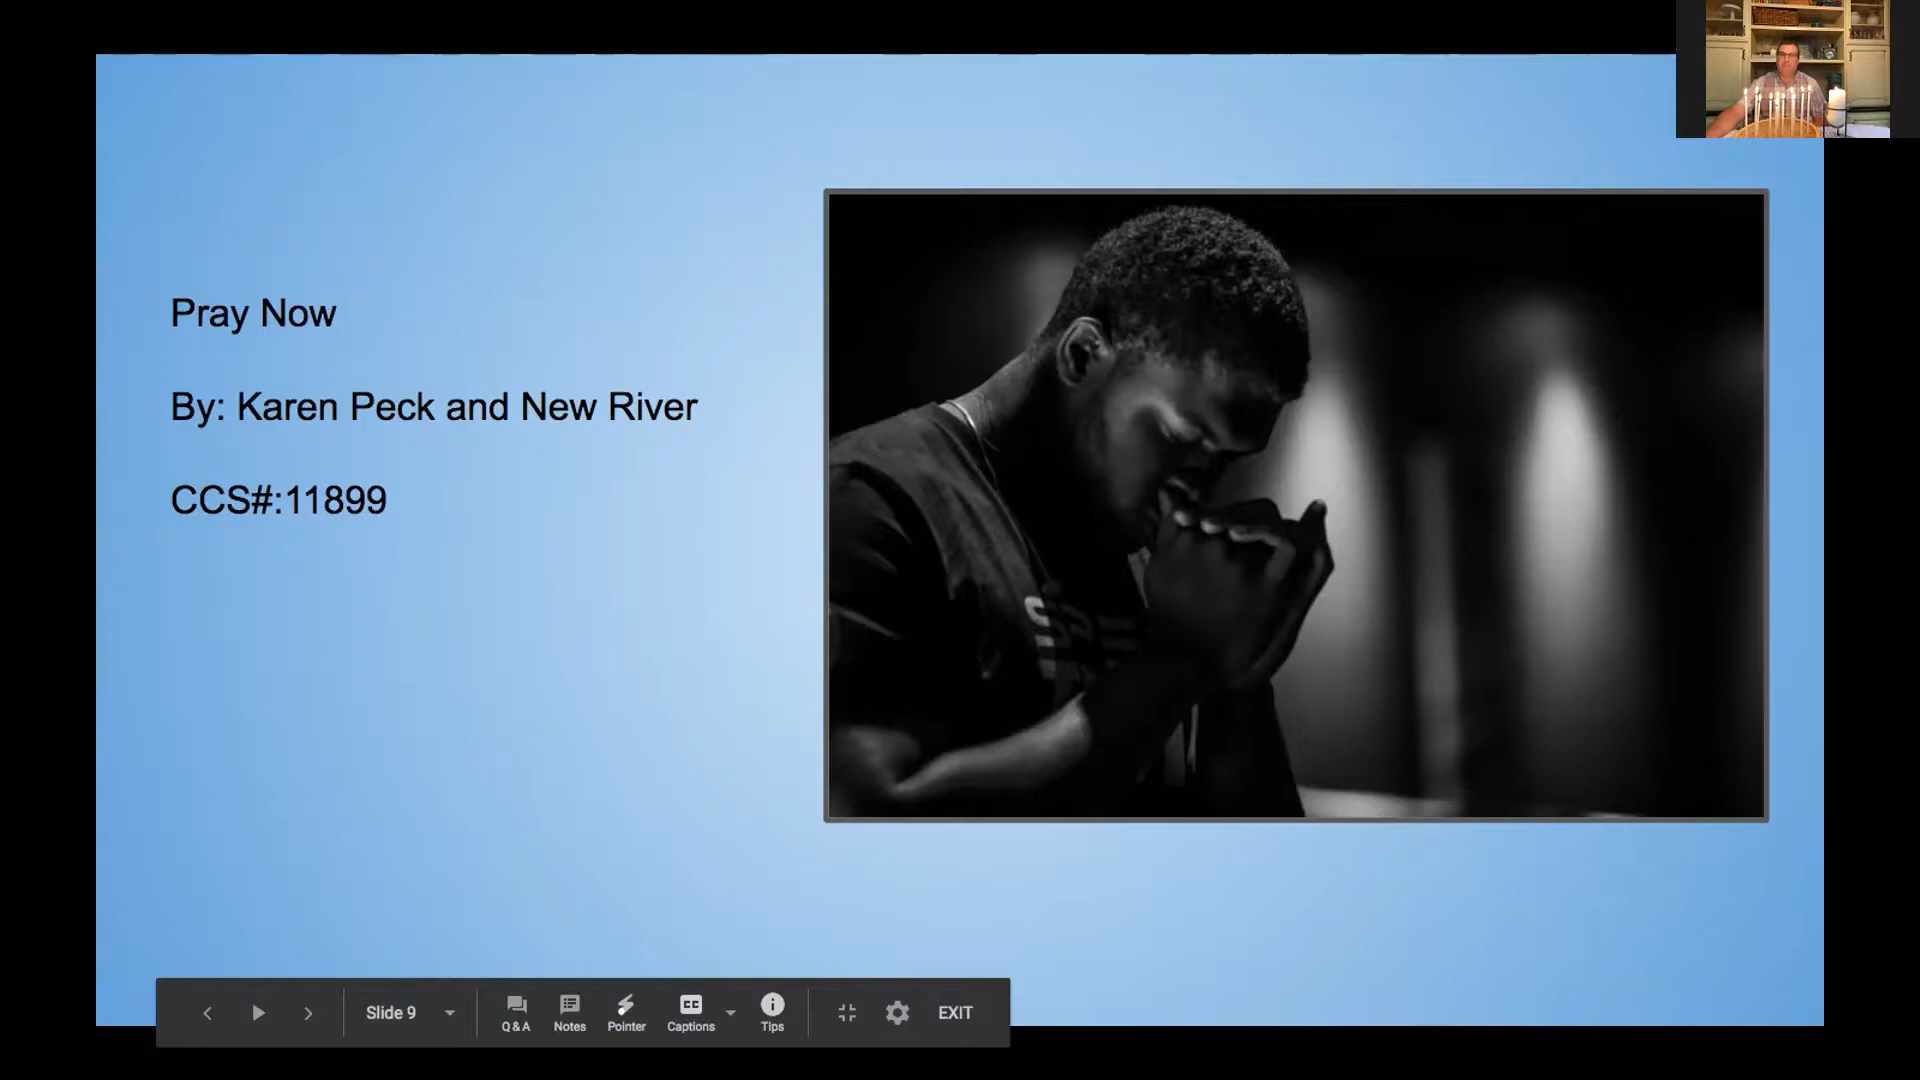 Pray Now
By: Karen Peck and New River
CCS#:11899
Slide 9
Q & A
Notes
Pointer
Captions
Tips
EXIT